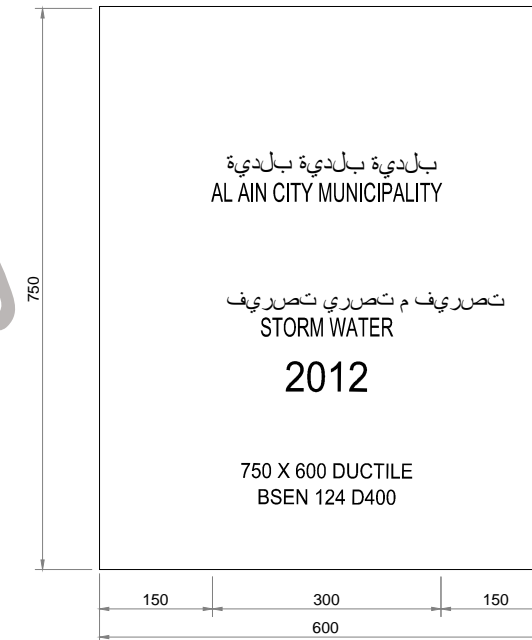 بلدية بلدية بلدية
AL AIN CITY MUNICIPALITY
تصريف م تصري تصريف
STORM WATER
2012
750 X 600 DUCTILE
BSEN 124 D400
750
150 300 150
600